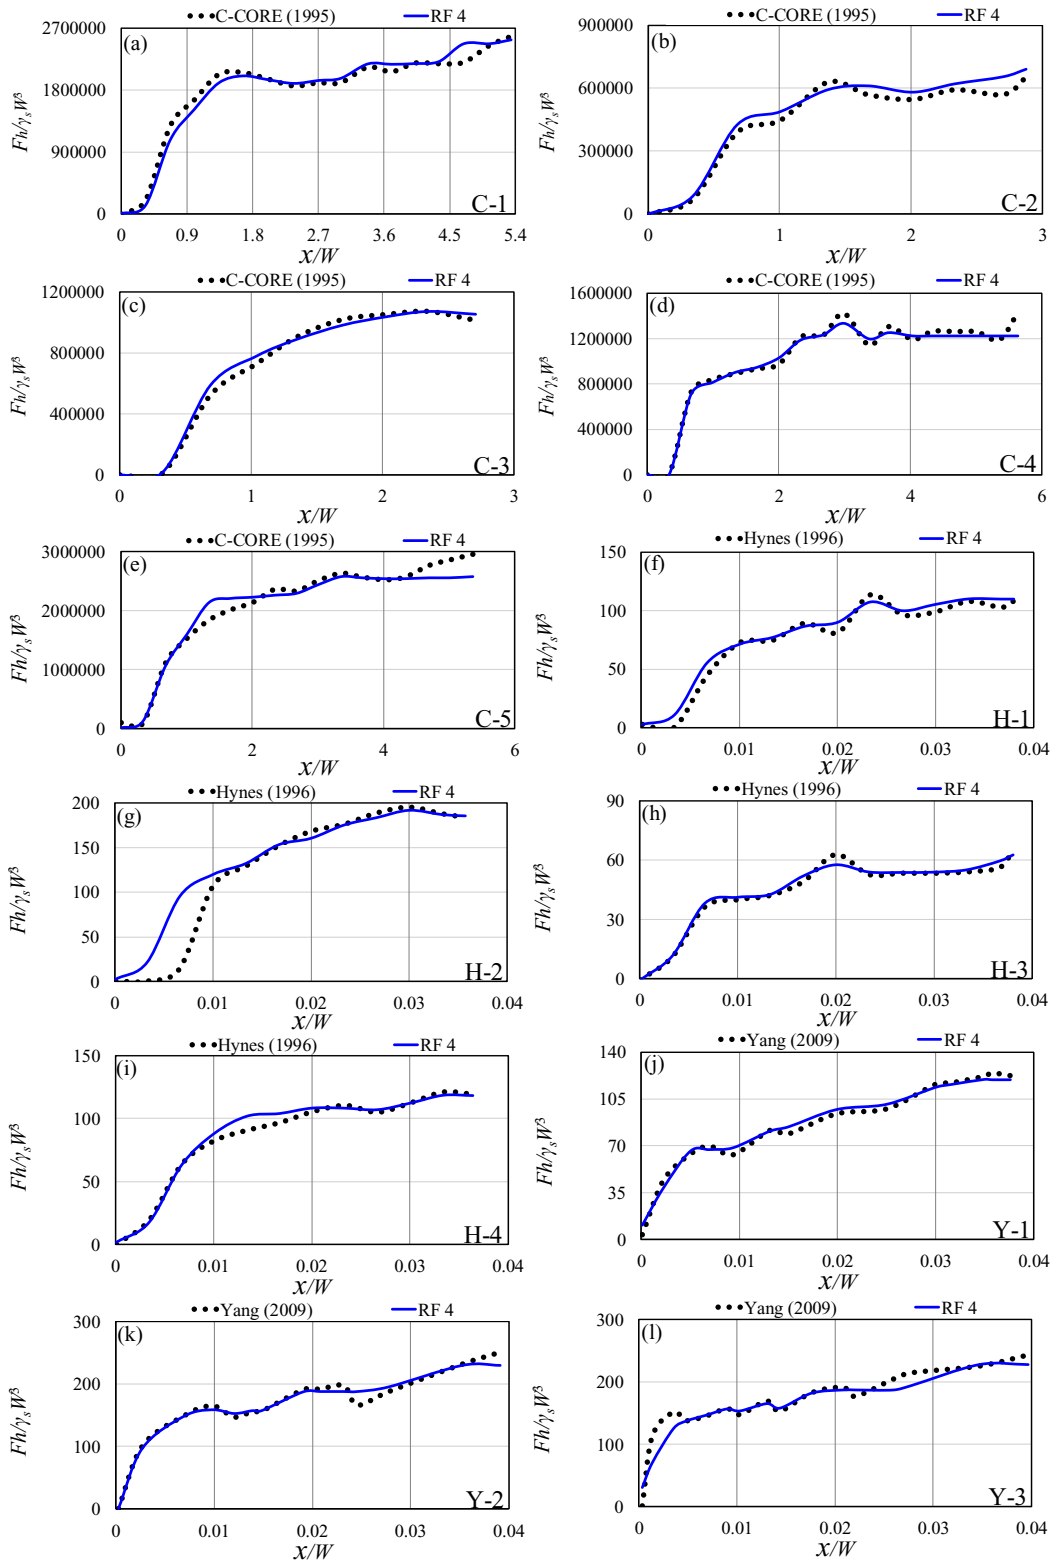 C-CORE (1995) RF 4
(a)
2700000
1800000
900000
0
Fh/γₛW³
C-1
0 0.9 1.8 2.7 3.6 4.5 5.4
x/W
C-CORE (1995) RF 4
(b)
900000
600000
300000
0
Fh/γₛW³
C-2
0 1 2 3
x/W
C-CORE (1995) RF 4
(c)
1200000
800000
400000
0
Fh/γₛW³
C-3
0 1 2 3
x/W
C-CORE (1995) RF 4
(d)
1600000
1200000
800000
400000
0
Fh/γₛW³
C-4
0 2 4 6
x/W
C-CORE (1995) RF 4
(e)
3000000
2000000
1000000
0
Fh/γₛW³
C-5
0 2 4 6
x/W
Hynes (1996) RF 4
(f)
150
100
50
0
Fh/γₛW³
H-1
0 0.01 0.02 0.03 0.04
x/W
Hynes (1996) RF 4
(g)
200
150
100
50
0
Fh/γₛW³
H-2
0 0.01 0.02 0.03 0.04
x/W
Hynes (1996) RF 4
(h)
90
60
30
0
Fh/γₛW³
H-3
0 0.01 0.02 0.03 0.04
x/W
Hynes (1996) RF 4
(i)
150
100
50
0
Fh/γₛW³
H-4
0 0.01 0.02 0.03 0.04
x/W
Yang (2009) RF 4
(j)
140
105
70
35
0
Fh/γₛW³
Y-1
0 0.01 0.02 0.03 0.04
x/W
Yang (2009) RF 4
(k)
300
200
100
0
Fh/γₛW³
Y-2
0 0.01 0.02 0.03 0.04
x/W
Yang (2009) RF 4
(l)
300
200
100
0
Fh/γₛW³
Y-3
0 0.01 0.02 0.03 0.04
x/W